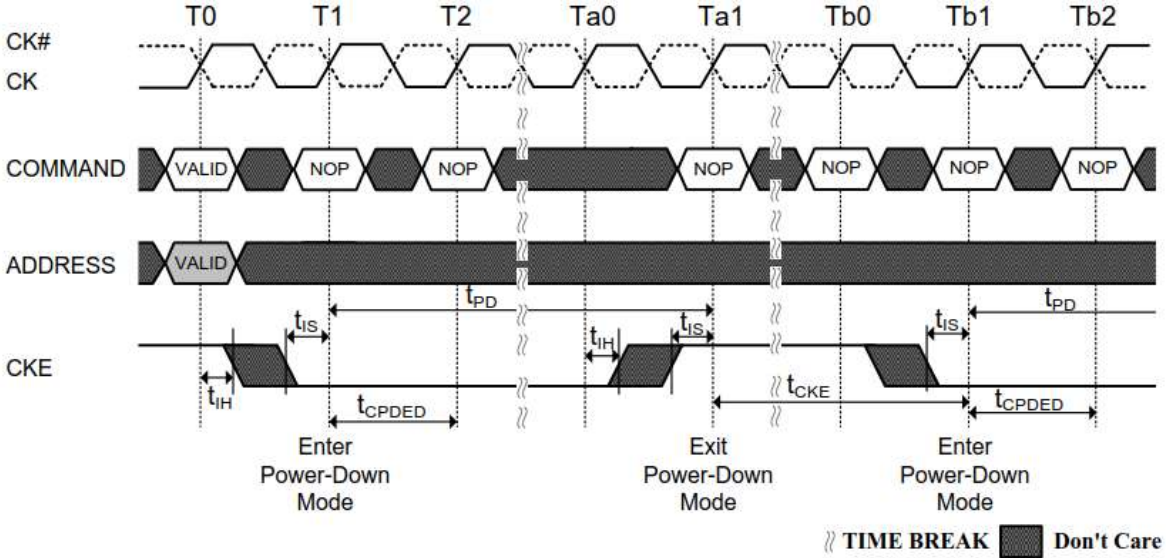 T0 T1 T2 Ta0 Ta1 Tb0 Tb1 Tb2
CK#
CK
COMMAND VALID NOP NOP NOP NOP NOP NOP
ADDRESS VALID
tPD tPD
tIS tIH tIS tIS
CKE
tIH tCKE
tCPDED tCPDED
Enter
Power-Down
Mode
Exit
Power-Down
Mode
Enter
Power-Down
Mode
TIME BREAK Don't Care